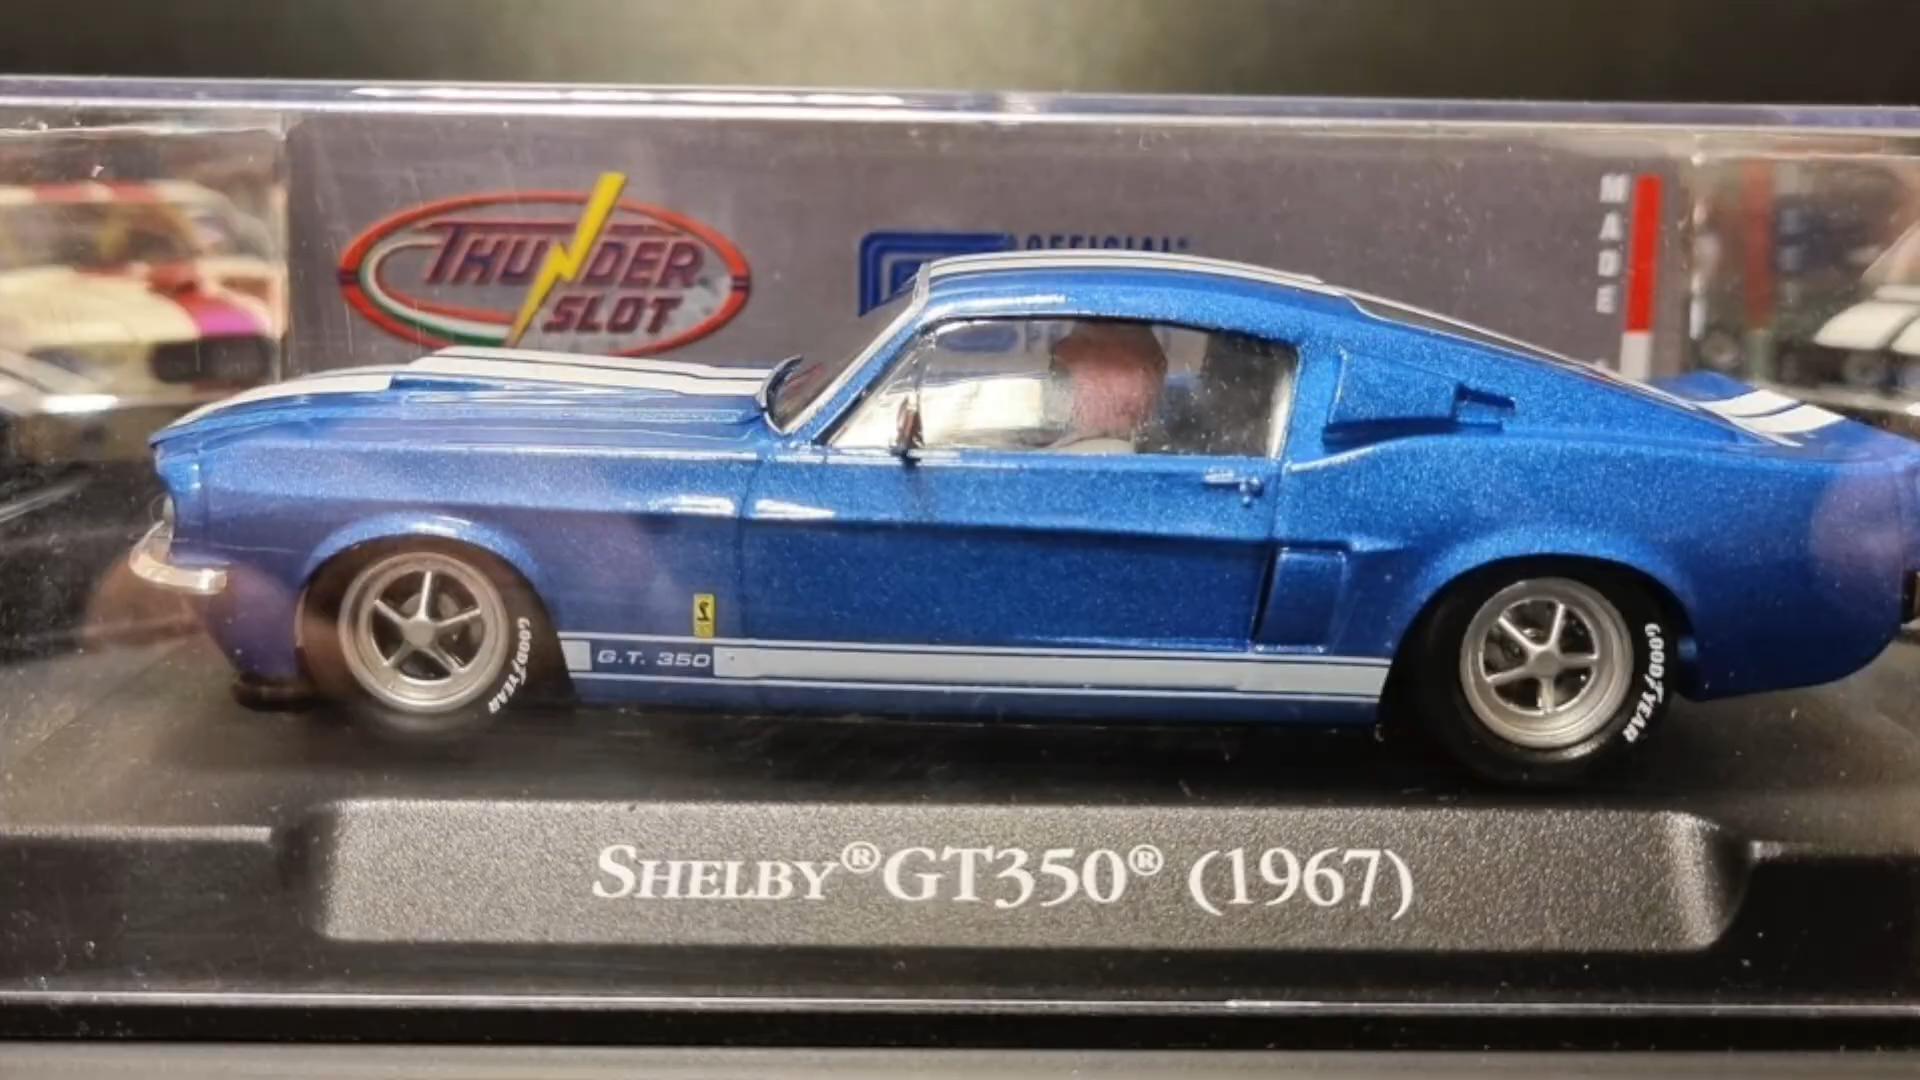 THUNDER
SLOT
OFFICIAL
MADE
G.T. 350
GOODYEAR
GOODYEAR
SHELBY®GT350® (1967)